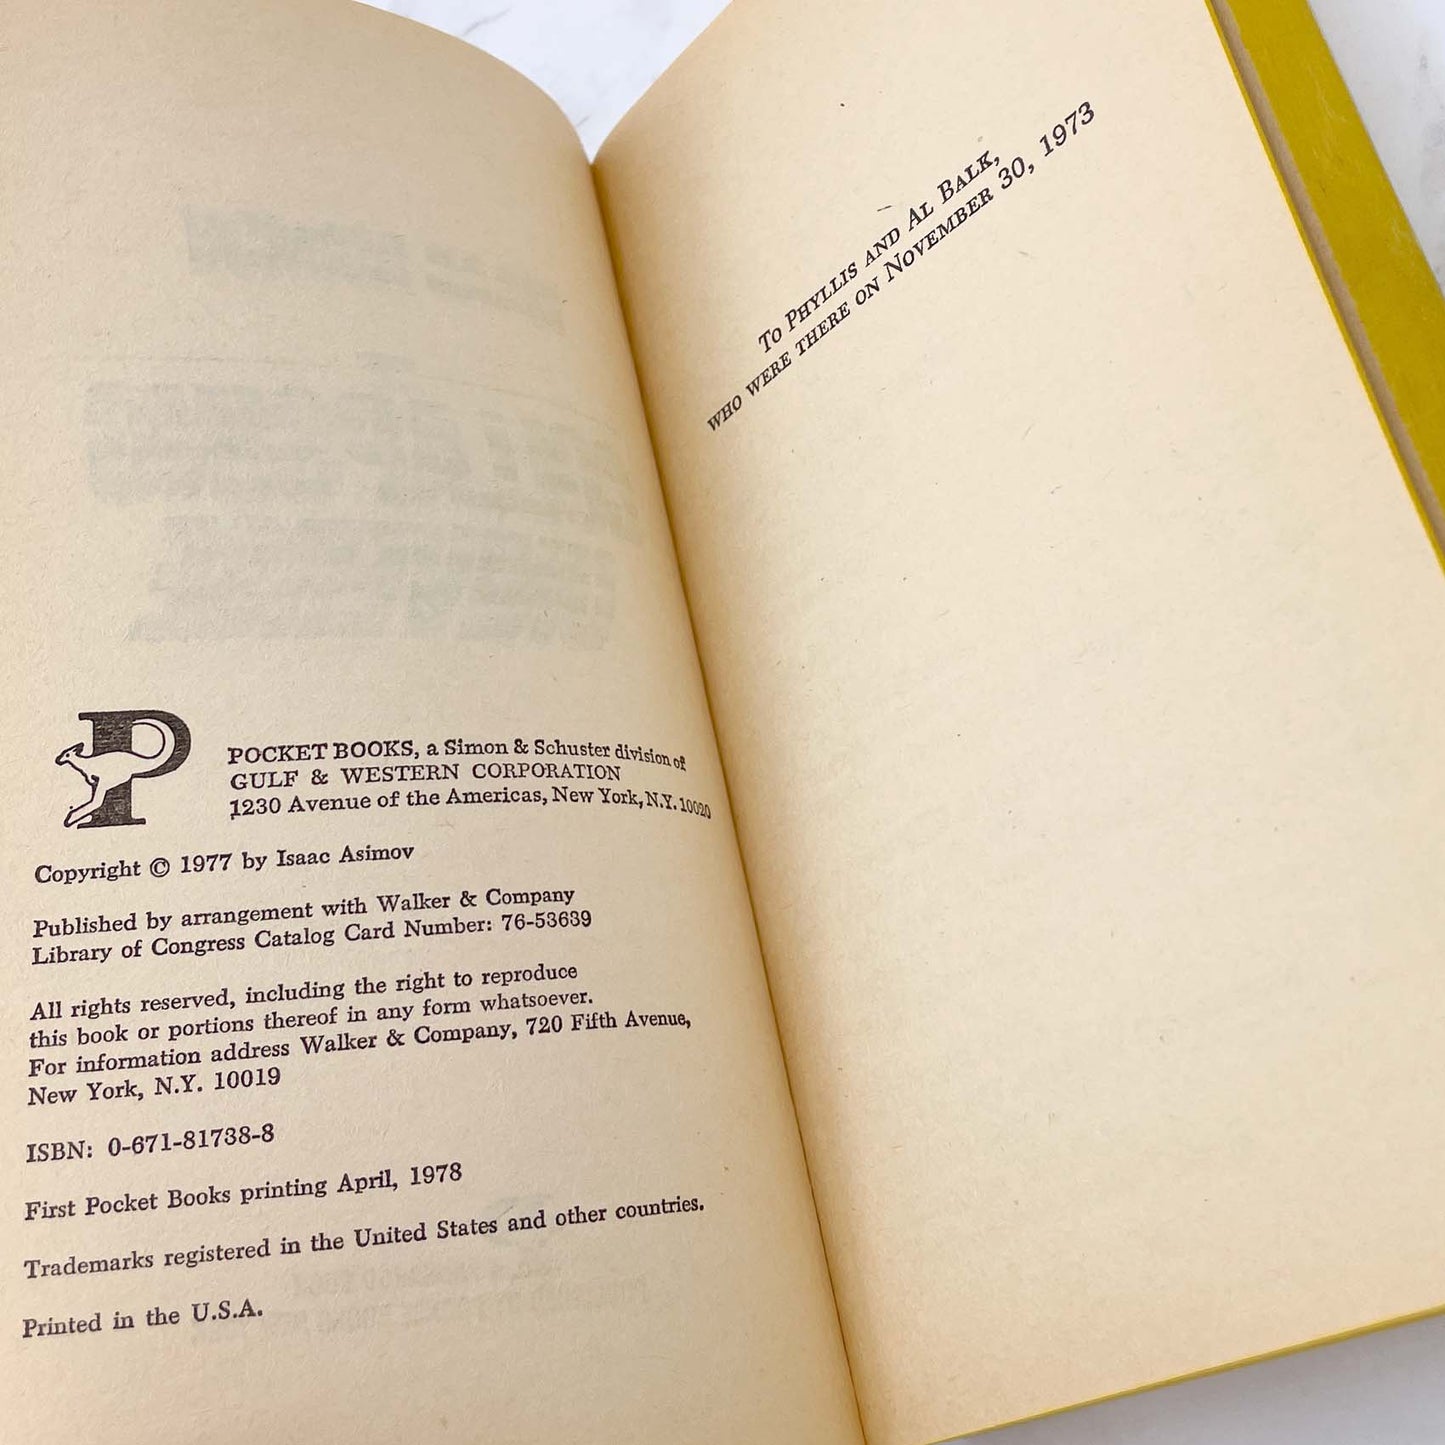 P
POCKET BOOKS, a Simon & Schuster division of
GULF & WESTERN CORPORATION
1230 Avenue of the Americas, New York, N.Y. 10020
Copyright © 1977 by Isaac Asimov
Published by arrangement with Walker & Company
Library of Congress Catalog Card Number: 76-53639
All rights reserved, including the right to reproduce
this book or portions thereof in any form whatsoever.
For information address Walker & Company, 720 Fifth Avenue,
New York, N.Y. 10019
ISBN: 0-671-81738-8
First Pocket Books printing April, 1978
Trademarks registered in the United States and other countries.
Printed in the U.S.A.
To Phyllis and Al Balk,
who were there on November 30, 1973